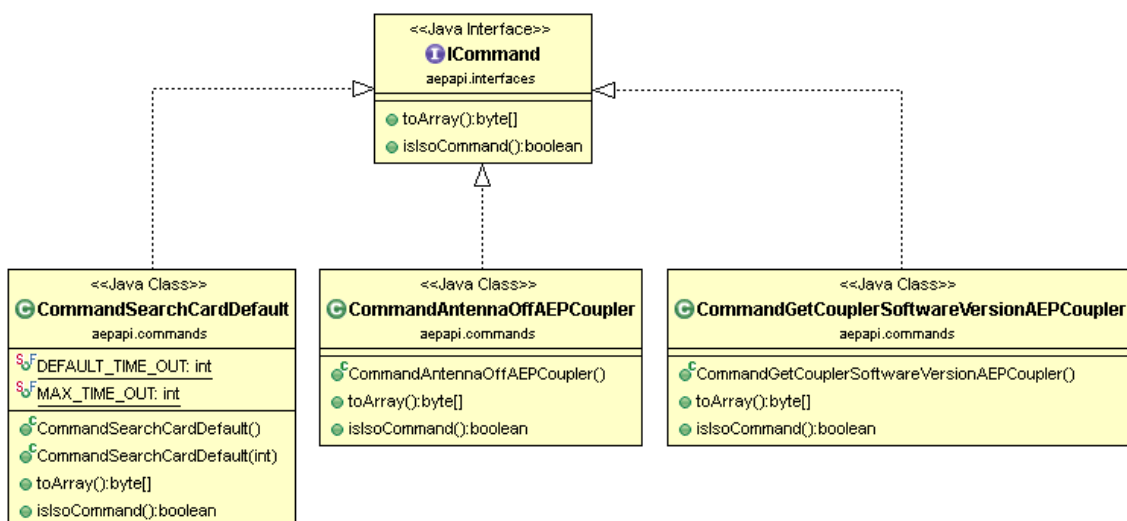 <<Java Interface>>
ICommand
aepapi.interfaces
toArray():byte[]
isIsoCommand():boolean
<<Java Class>>
CommandSearchCardDefault
aepapi.commands
DEFAULT_TIME_OUT: int
MAX_TIME_OUT: int
CommandSearchCardDefault()
CommandSearchCardDefault(int)
toArray():byte[]
isIsoCommand():boolean
<<Java Class>>
CommandAntennaOffAEPCoupler
aepapi.commands
CommandAntennaOffAEPCoupler()
toArray():byte[]
isIsoCommand():boolean
<<Java Class>>
CommandGetCouplerSoftwareVersionAEPCoupler
aepapi.commands
CommandGetCouplerSoftwareVersionAEPCoupler()
toArray():byte[]
isIsoCommand():boolean